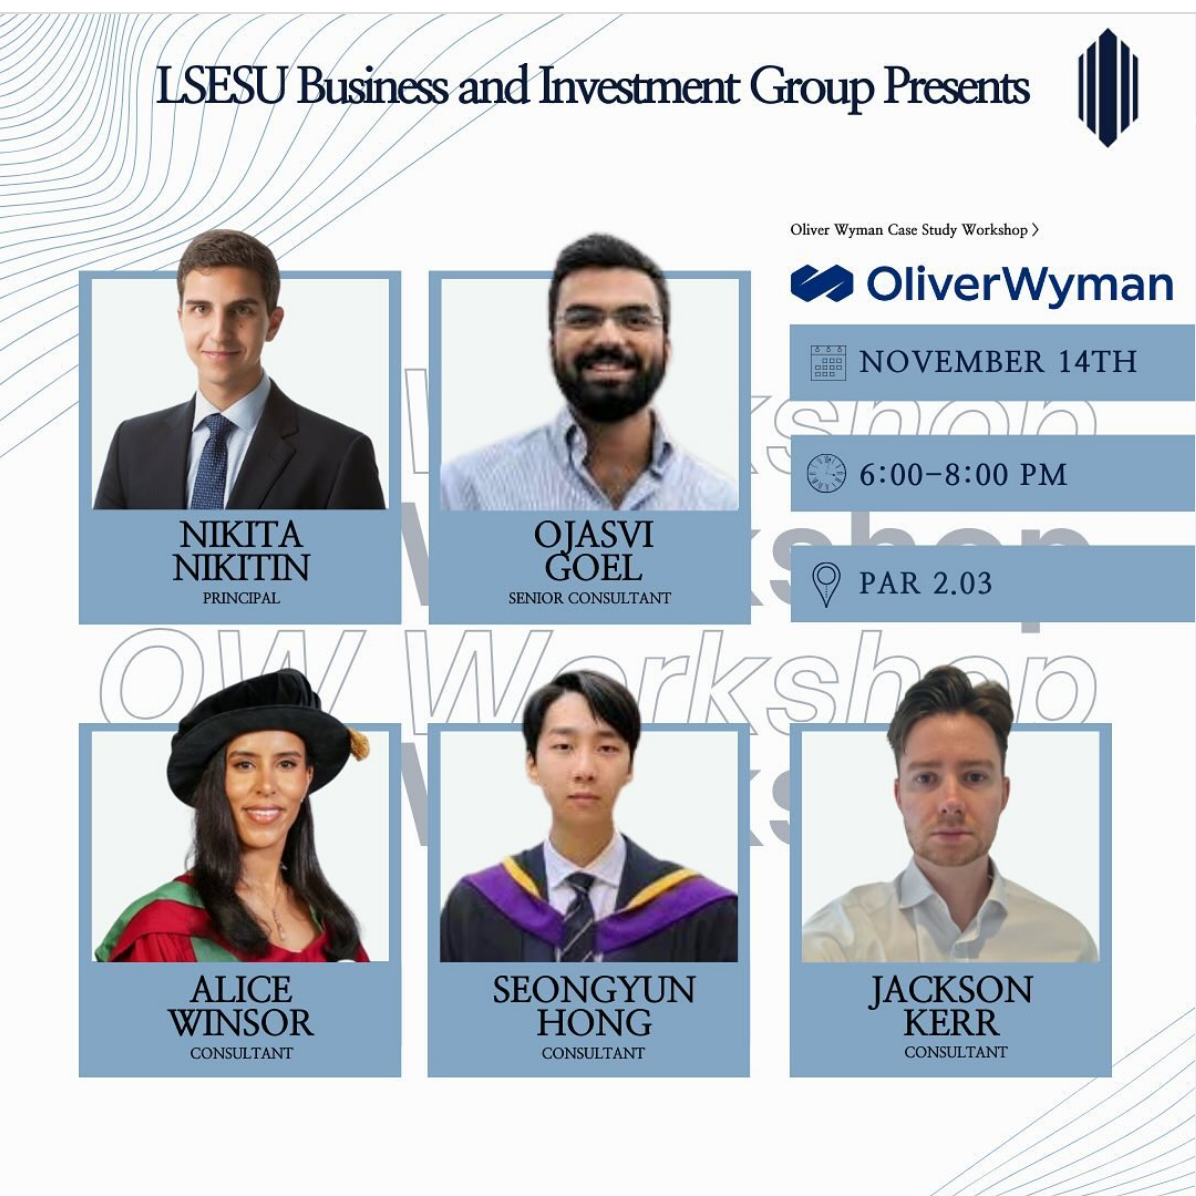 LSESU Business and Investment Group Presents
Oliver Wyman Case Study Workshop >
OliverWyman
NOVEMBER 14TH
6:00-8:00 PM
PAR 2.03
NIKITA
NIKITIN
PRINCIPAL
OJASVI
GOEL
SENIOR CONSULTANT
OW Workshop
ALICE
WINSOR
CONSULTANT
SEONGYUN
HONG
CONSULTANT
JACKSON
KERR
CONSULTANT